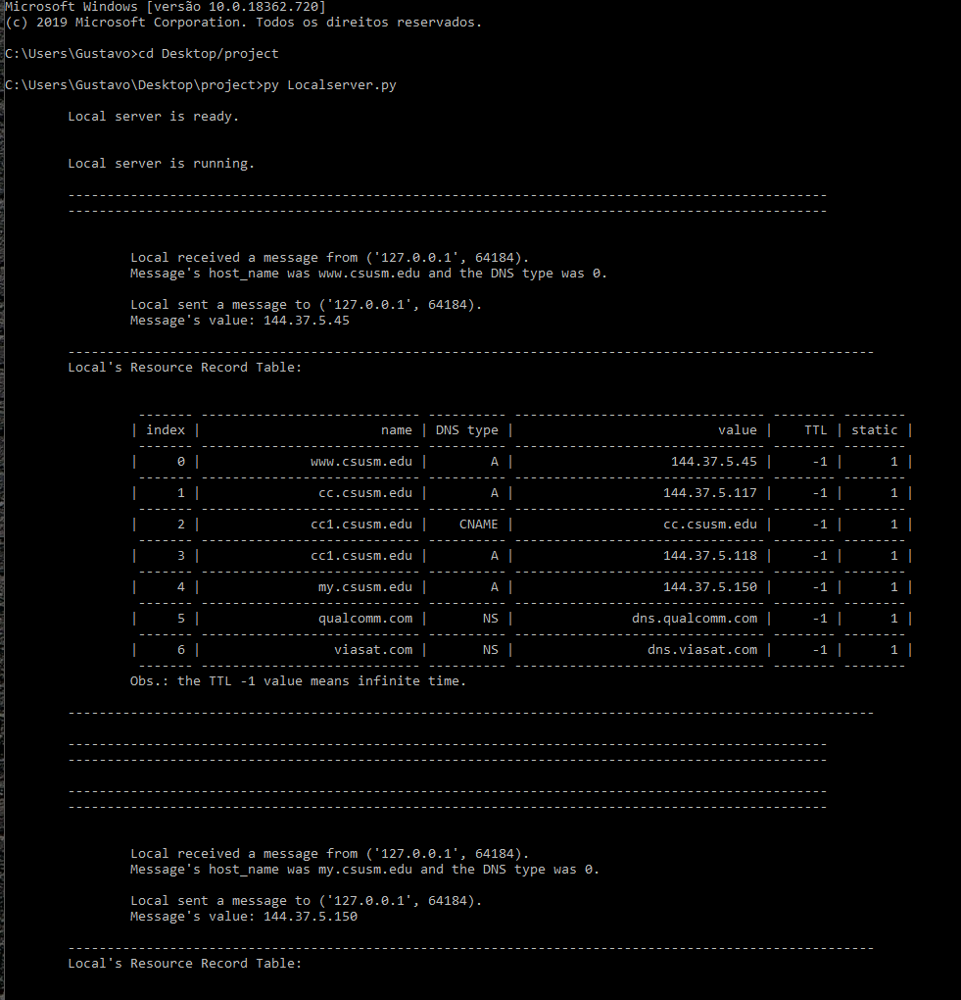 Microsoft Windows [versão 10.0.18362.720]
(c) 2019 Microsoft Corporation. Todos os direitos reservados.
C:\Users\Gustavo>cd Desktop/project
C:\Users\Gustavo\Desktop\project>py Localserver.py
Local server is ready.
Local server is running.
Local received a message from ('127.0.0.1', 64184).
Message's host_name was www.csusm.edu and the DNS type was 0.
Local sent a message to ('127.0.0.1', 64184).
Message's value: 144.37.5.45
Local's Resource Record Table:
| index | name | DNS type | value | TTL | static |
| 0 | www.csusm.edu | A | 144.37.5.45 | -1 | 1 |
| 1 | cc.csusm.edu | A | 144.37.5.117 | -1 | 1 |
| 2 | cc1.csusm.edu | CNAME | cc.csusm.edu | -1 | 1 |
| 3 | cc1.csusm.edu | A | 144.37.5.118 | -1 | 1 |
| 4 | my.csusm.edu | A | 144.37.5.150 | -1 | 1 |
| 5 | qualcomm.com | NS | dns.qualcomm.com | -1 | 1 |
| 6 | viasat.com | NS | dns.viasat.com | -1 | 1 |
Obs.: the TTL -1 value means infinite time.
Local received a message from ('127.0.0.1', 64184).
Message's host_name was my.csusm.edu and the DNS type was 0.
Local sent a message to ('127.0.0.1', 64184).
Message's value: 144.37.5.150
Local's Resource Record Table: